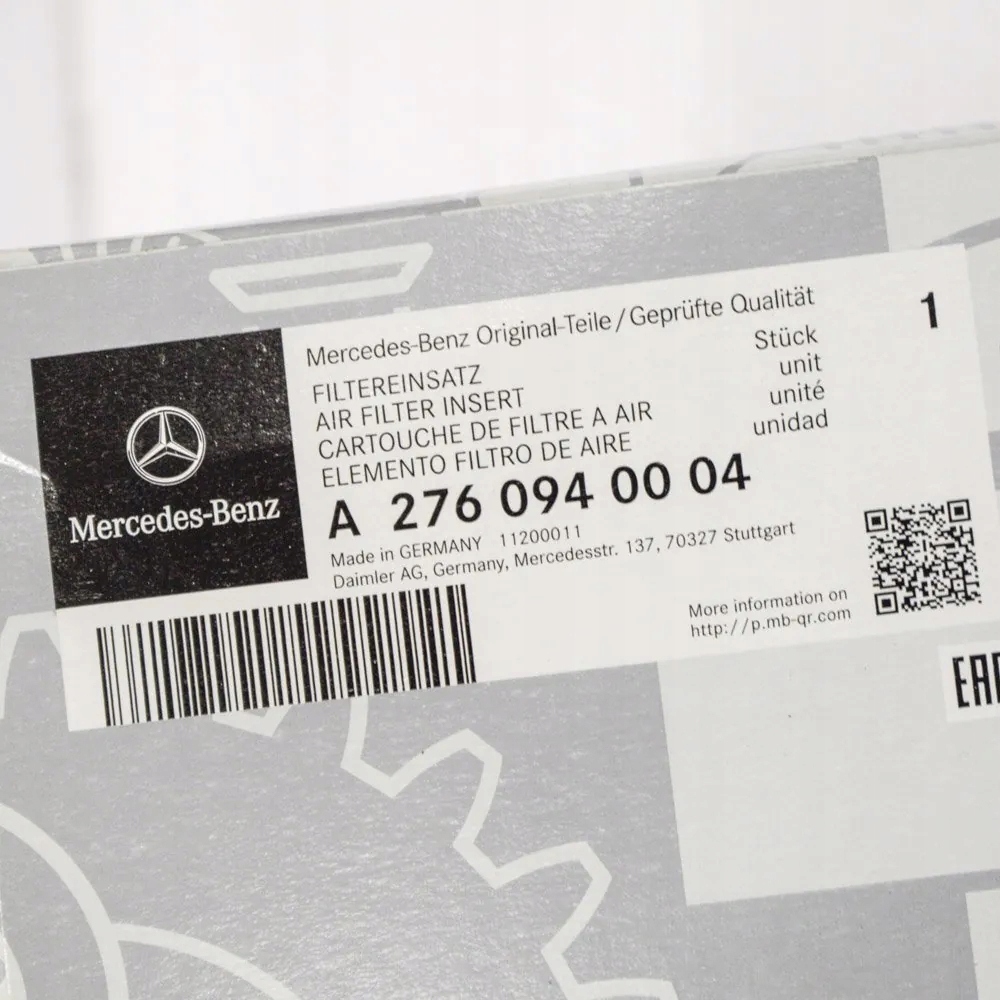 Mercedes-Benz Original-Teile/Geprüfte Qualität
1
FILTEREINSATZ
AIR FILTER INSERT
CARTOUCHE DE FILTRE A AIR
ELEMENTO FILTRO DE AIRE
Stück
unit
unité
unidad
Mercedes-Benz
A 276 094 00 04
Made in GERMANY 11200011
Daimler AG, Germany, Mercedesstr. 137, 70327 Stuttgart
More information on
http://p.mb-qr.com
EAC